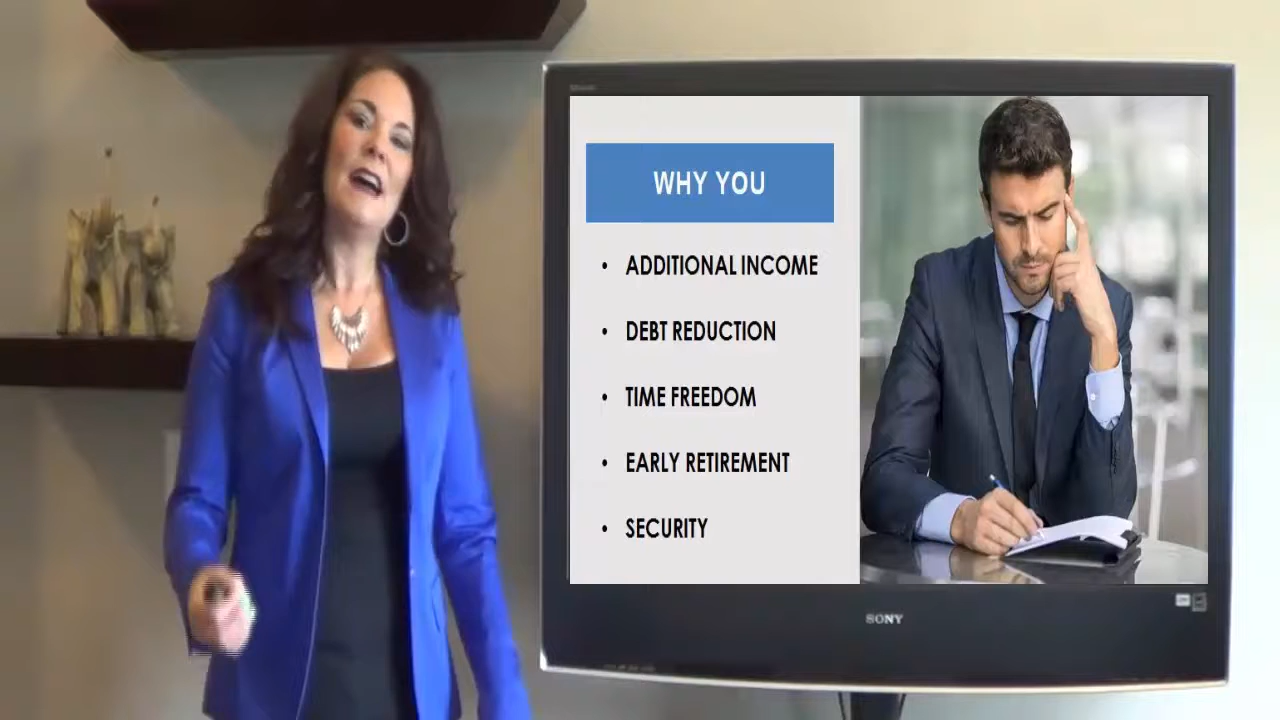 WHY YOU
• ADDITIONAL INCOME
• DEBT REDUCTION
• TIME FREEDOM
• EARLY RETIREMENT
• SECURITY
SONY